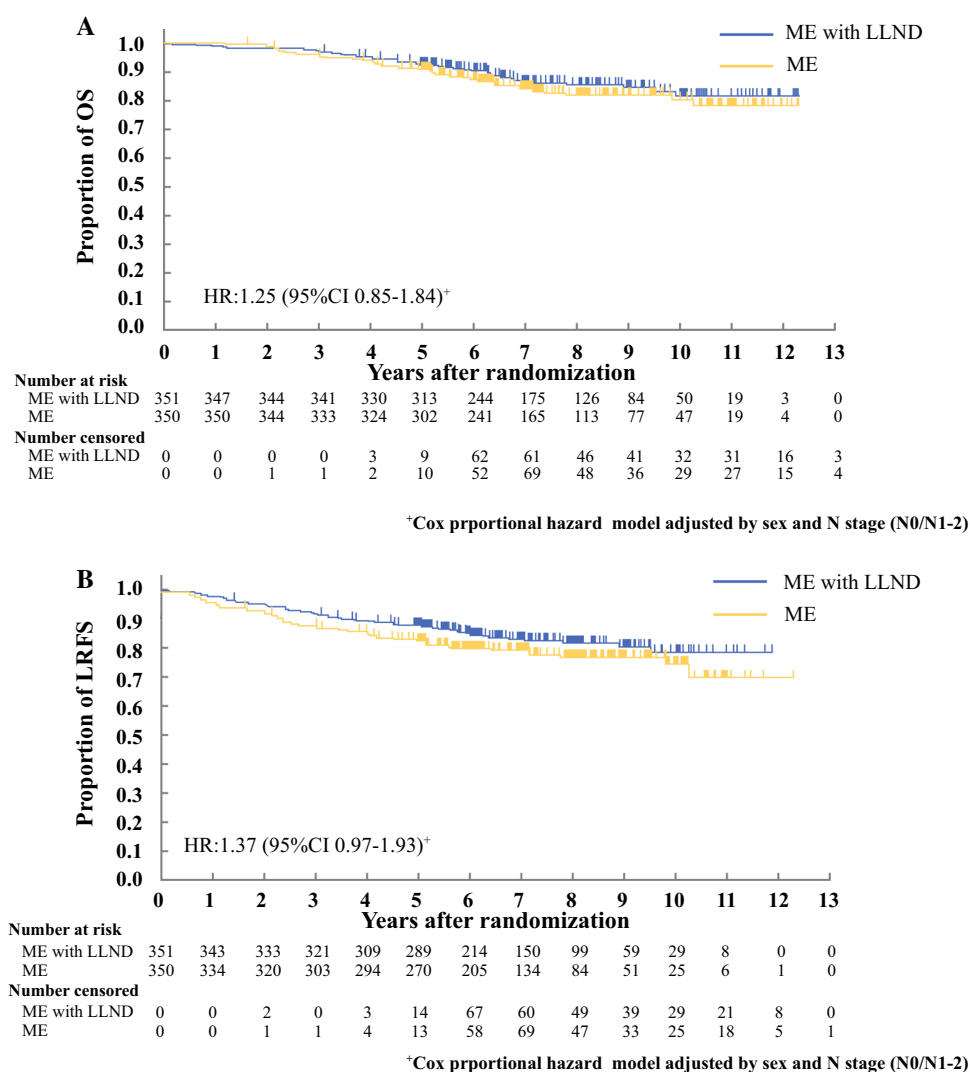 A
ME with LLND
ME
Proportion of OS
1.0
0.9
0.8
0.7
0.6
0.5
0.4
0.3
0.2
0.1
0.0
HR:1.25 (95%CI 0.85-1.84)+
0 1 2 3 4 5 6 7 8 9 10 11 12 13
Years after randomization
Number at risk
ME with LLND 351 347 344 341 330 313 244 175 126 84 50 19 3 0
ME 350 350 344 333 324 302 241 165 113 77 47 19 4 0
Number censored
ME with LLND 0 0 0 0 3 9 62 61 46 41 32 31 16 3
ME 0 0 1 1 2 10 52 69 48 36 29 27 15 4
+Cox prportional hazard model adjusted by sex and N stage (N0/N1-2)
B
ME with LLND
ME
Proportion of LRFS
1.0
0.9
0.8
0.7
0.6
0.5
0.4
0.3
0.2
0.1
0.0
HR:1.37 (95%CI 0.97-1.93)+
0 1 2 3 4 5 6 7 8 9 10 11 12 13
Years after randomization
Number at risk
ME with LLND 351 343 333 321 309 289 214 150 99 59 29 8 0 0
ME 350 334 320 303 294 270 205 134 84 51 25 6 1 0
Number censored
ME with LLND 0 0 2 0 3 14 67 60 49 39 29 21 8 0
ME 0 0 1 1 4 13 58 69 47 33 25 18 5 1
+Cox prportional hazard model adjusted by sex and N stage (N0/N1-2)